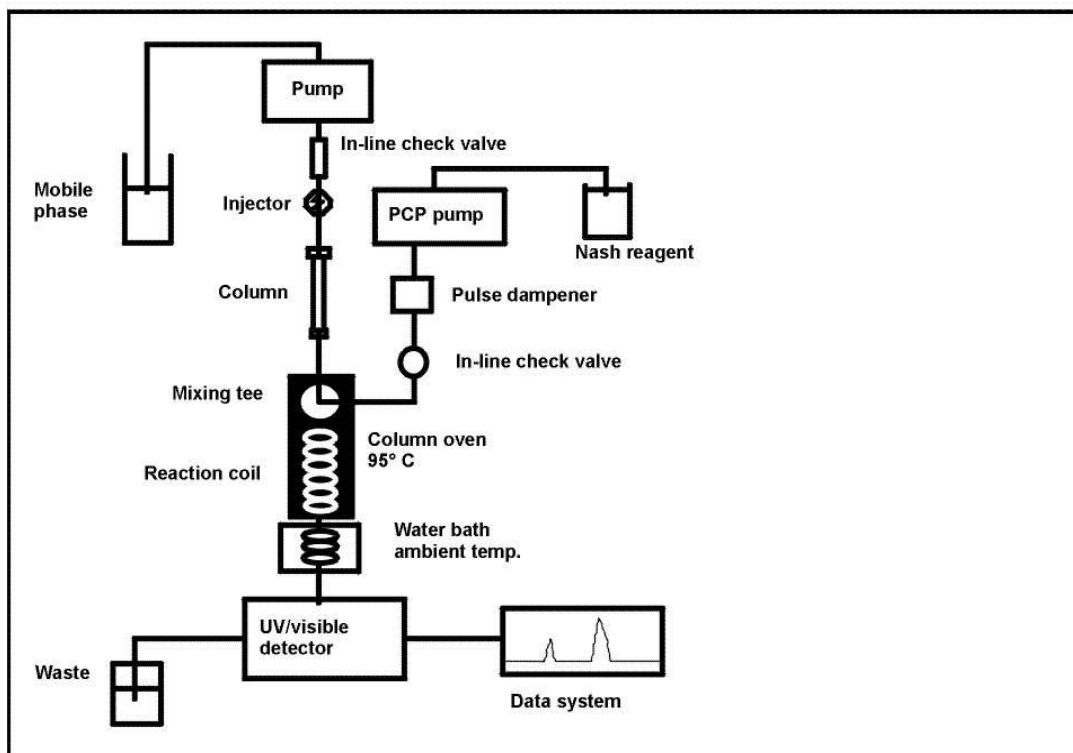 Pump
In-line check valve
Mobile
phase
Injector
PCP pump
Nash reagent
Column
Pulse dampener
In-line check valve
Mixing tee
Column oven
95° C
Reaction coil
Water bath
ambient temp.
UV/visible
detector
Waste
Data system